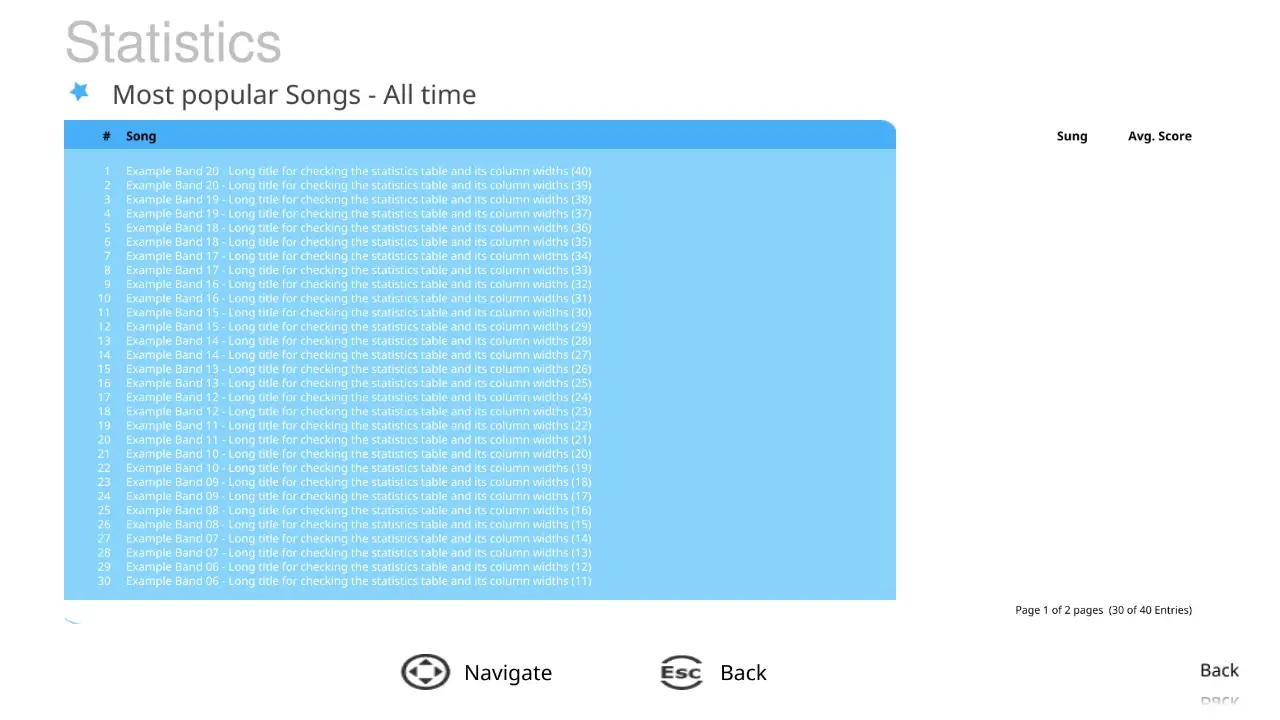 Statistics
Most popular Songs - All time
# Song Sung Avg. Score
1 Example Band 20 - Long title for checking the statistics table and its column widths (40)
2 Example Band 20 - Long title for checking the statistics table and its column widths (39)
3 Example Band 19 - Long title for checking the statistics table and its column widths (38)
4 Example Band 19 - Long title for checking the statistics table and its column widths (37)
5 Example Band 18 - Long title for checking the statistics table and its column widths (36)
6 Example Band 18 - Long title for checking the statistics table and its column widths (35)
7 Example Band 17 - Long title for checking the statistics table and its column widths (34)
8 Example Band 17 - Long title for checking the statistics table and its column widths (33)
9 Example Band 16 - Long title for checking the statistics table and its column widths (32)
10 Example Band 16 - Long title for checking the statistics table and its column widths (31)
11 Example Band 15 - Long title for checking the statistics table and its column widths (30)
12 Example Band 15 - Long title for checking the statistics table and its column widths (29)
13 Example Band 14 - Long title for checking the statistics table and its column widths (28)
14 Example Band 14 - Long title for checking the statistics table and its column widths (27)
15 Example Band 13 - Long title for checking the statistics table and its column widths (26)
16 Example Band 13 - Long title for checking the statistics table and its column widths (25)
17 Example Band 12 - Long title for checking the statistics table and its column widths (24)
18 Example Band 12 - Long title for checking the statistics table and its column widths (23)
19 Example Band 11 - Long title for checking the statistics table and its column widths (22)
20 Example Band 11 - Long title for checking the statistics table and its column widths (21)
21 Example Band 10 - Long title for checking the statistics table and its column widths (20)
22 Example Band 10 - Long title for checking the statistics table and its column widths (19)
23 Example Band 09 - Long title for checking the statistics table and its column widths (18)
24 Example Band 09 - Long title for checking the statistics table and its column widths (17)
25 Example Band 08 - Long title for checking the statistics table and its column widths (16)
26 Example Band 08 - Long title for checking the statistics table and its column widths (15)
27 Example Band 07 - Long title for checking the statistics table and its column widths (14)
28 Example Band 07 - Long title for checking the statistics table and its column widths (13)
29 Example Band 06 - Long title for checking the statistics table and its column widths (12)
30 Example Band 06 - Long title for checking the statistics table and its column widths (11)
Page 1 of 2 pages (30 of 40 Entries)
Navigate Esc Back Back